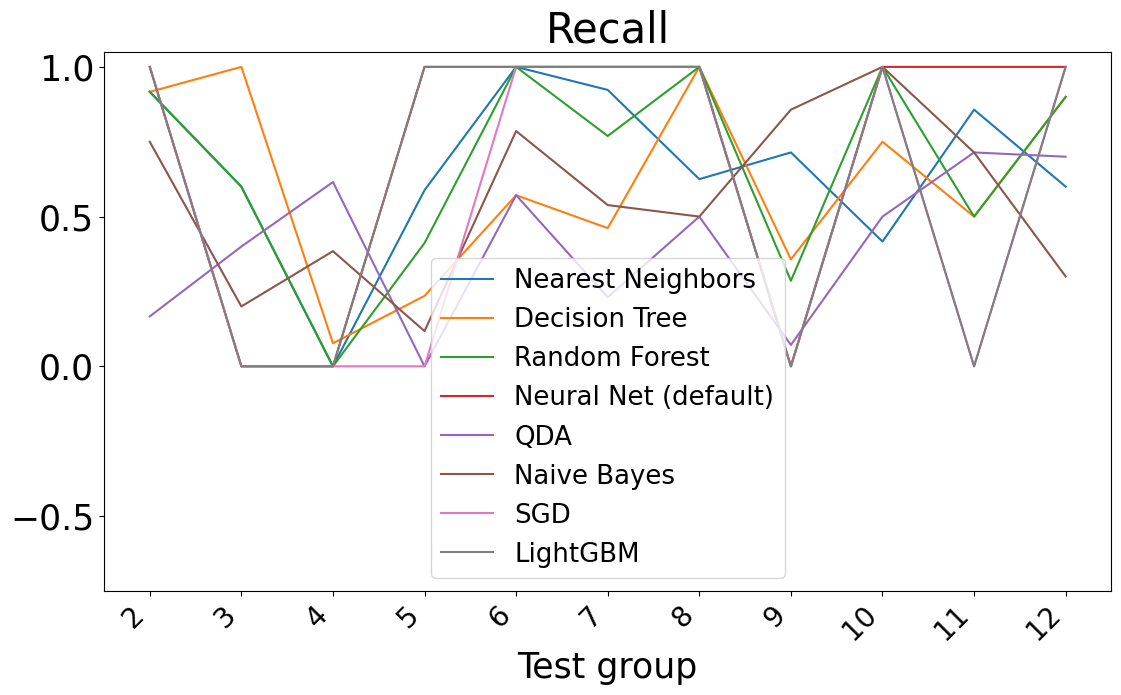 Recall
1.0
0.5
0.0
−0.5
Nearest Neighbors
Decision Tree
Random Forest
Neural Net (default)
QDA
Naive Bayes
SGD
LightGBM
2 3 4 5 6 7 8 9 10 11 12
Test group